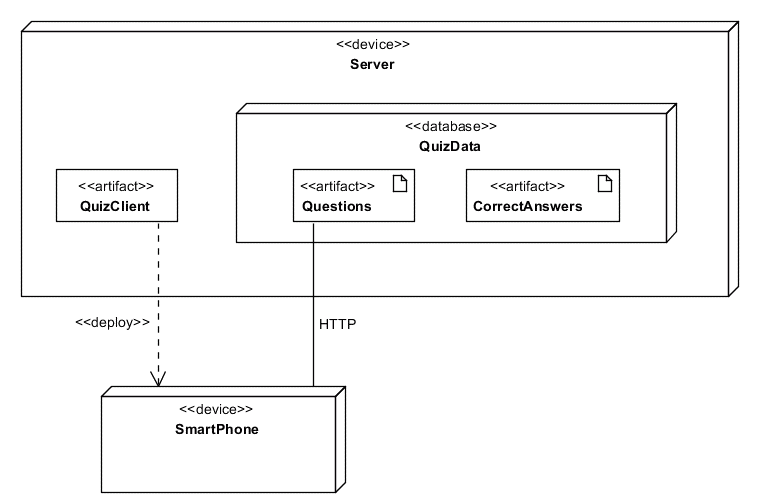 <<device>>
Server
<<database>>
QuizData
<<artifact>>
QuizClient
<<artifact>>
Questions
<<artifact>>
CorrectAnswers
<<deploy>>
HTTP
<<device>>
SmartPhone